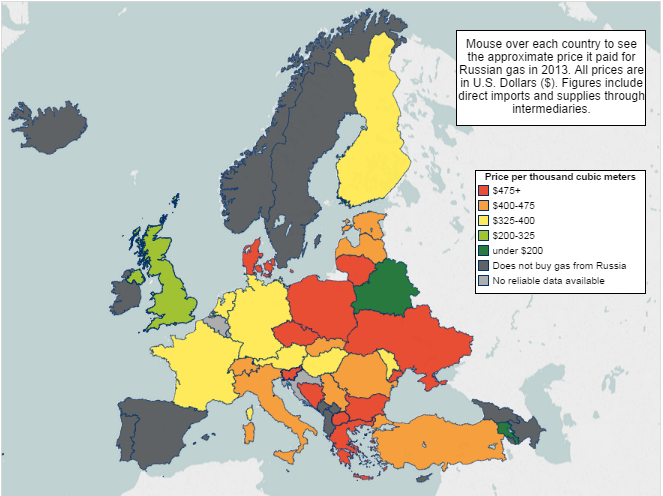 Mouse over each country to see
the approximate price it paid for
Russian gas in 2013. All prices are
in U.S. Dollars ($). Figures include
direct imports and supplies through
intermediaries.
Price per thousand cubic meters
$475+
$400-475
$325-400
$200-325
under $200
Does not buy gas from Russia
No reliable data available